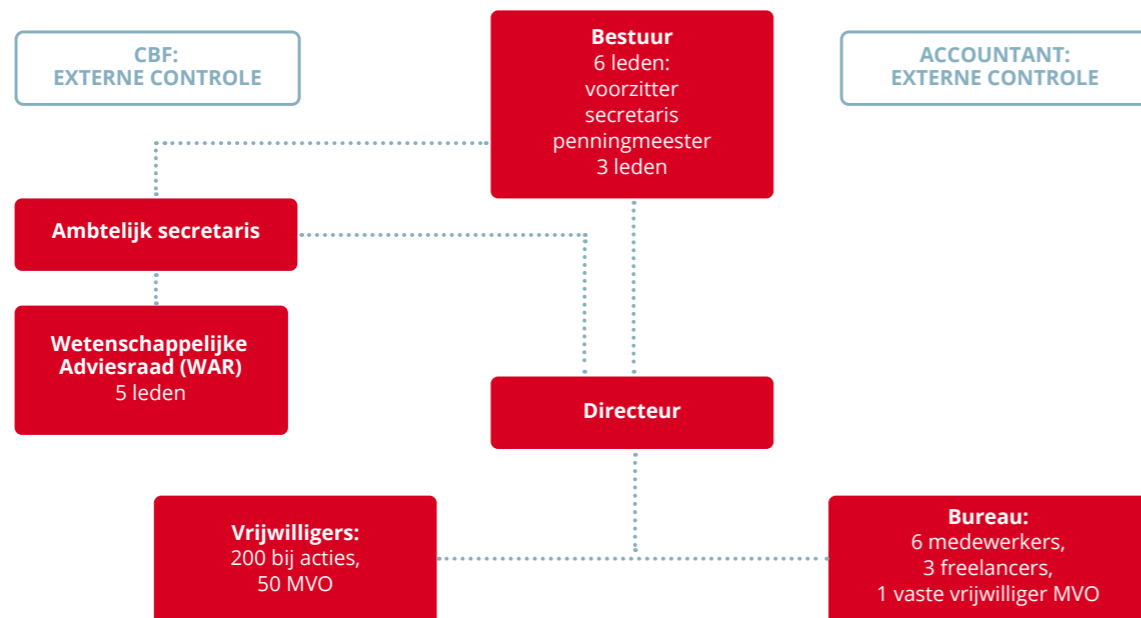 CBF:
EXTERNE CONTROLE
Bestuur
6 leden:
voorzitter
secretaris
penningmeester
3 leden
ACCOUNTANT:
EXTERNE CONTROLE
Ambtelijk secretaris
Wetenschappelijke
Adviesraad (WAR)
5 leden
Directeur
Vrijwilligers:
200 bij acties,
50 MVO
Bureau:
6 medewerkers,
3 freelancers,
1 vaste vrijwilliger MVO